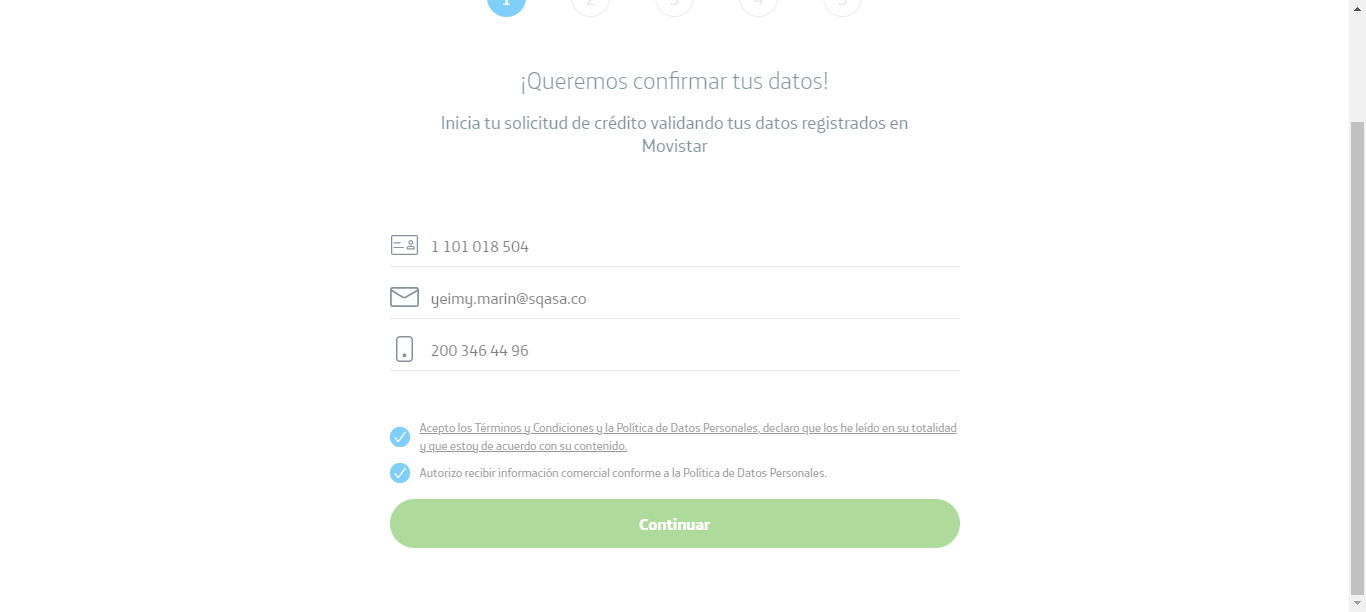 1 2 3 4 5
¡Queremos confirmar tus datos!
Inicia tu solicitud de crédito validando tus datos registrados en
Movistar
1 101 018 504
yeimy.marin@sqasa.co
200 346 44 96
Acepto los Términos y Condiciones y la Política de Datos Personales, declaro que los he leído en su totalidad
y que estoy de acuerdo con su contenido.
Autorizo recibir información comercial conforme a la Política de Datos Personales.
Continuar